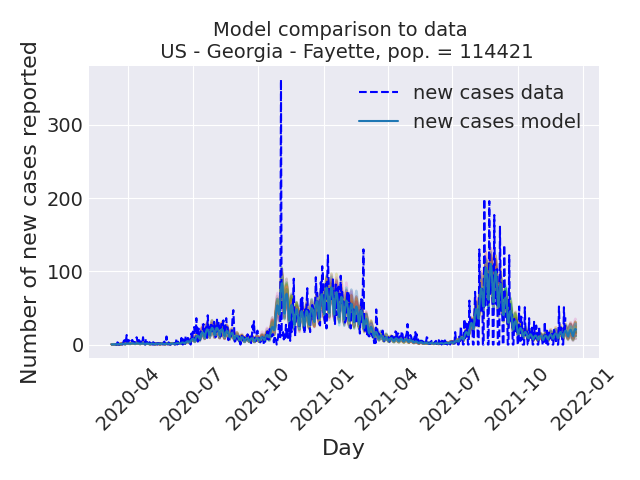 Model comparison to data
US - Georgia - Fayette, pop. = 114421
Number of new cases reported
new cases data
new cases model
300
200
100
0
2020-04
2020-07
2020-10
2021-01
2021-04
2021-07
2021-10
2022-01
Day